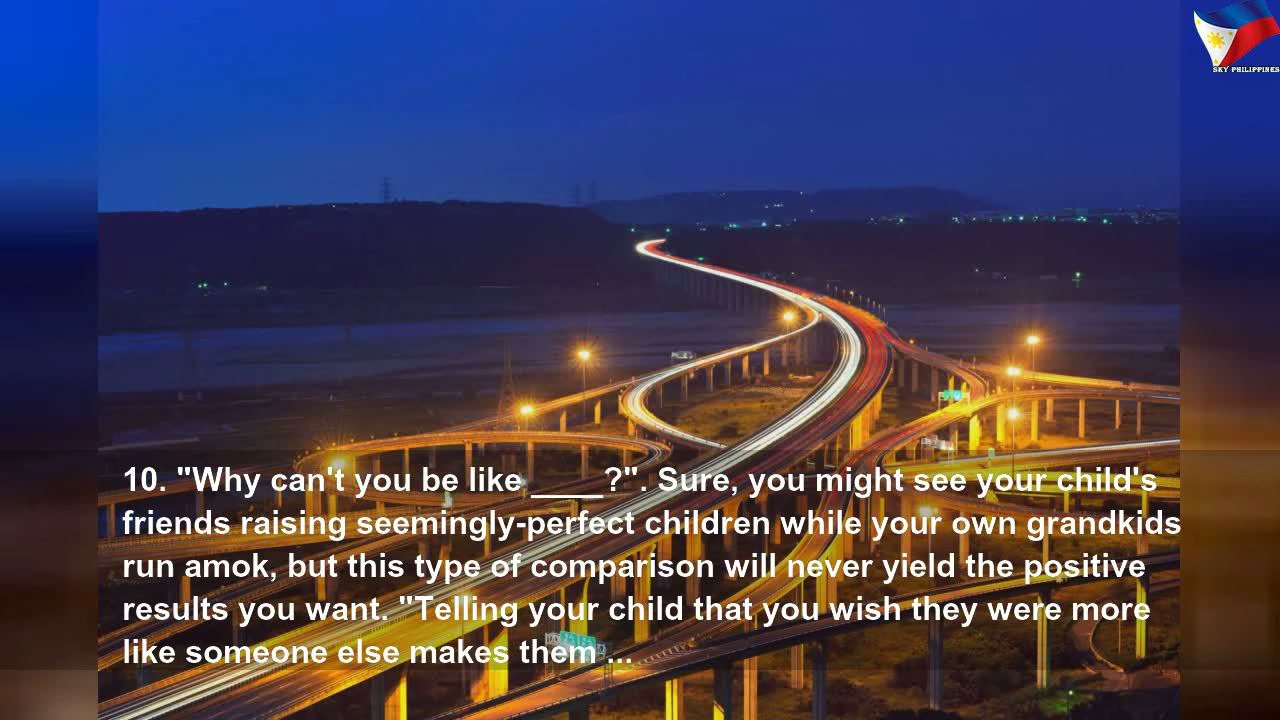 SKY PHILIPPINES
10. "Why can't you be like ____?". Sure, you might see your child's
friends raising seemingly-perfect children while your own grandkids
run amok, but this type of comparison will never yield the positive
results you want. "Telling your child that you wish they were more
like someone else makes them ...